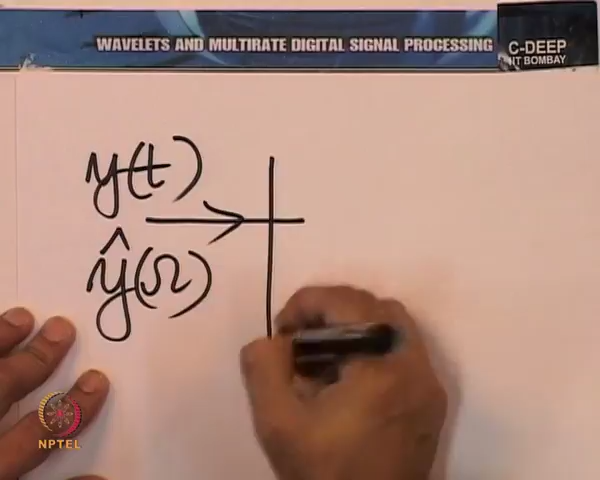 WAVELETS AND MULTIRATE DIGITAL SIGNAL PROCESSING
C-DEEP
IIT BOMBAY
y(t)
ŷ(Ω)
NPTEL